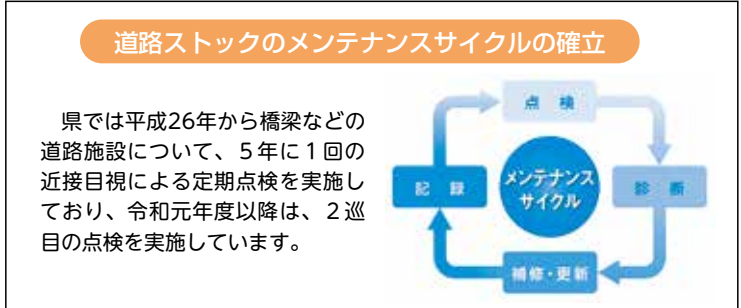 道路ストックのメンテナンスサイクルの確立
県では平成26年から橋梁などの
道路施設について、５年に１回の
近接目視による定期点検を実施し
ており、令和元年度以降は、２巡
目の点検を実施しています。
点検
診断
補修・更新
記録
メンテナンス
サイクル